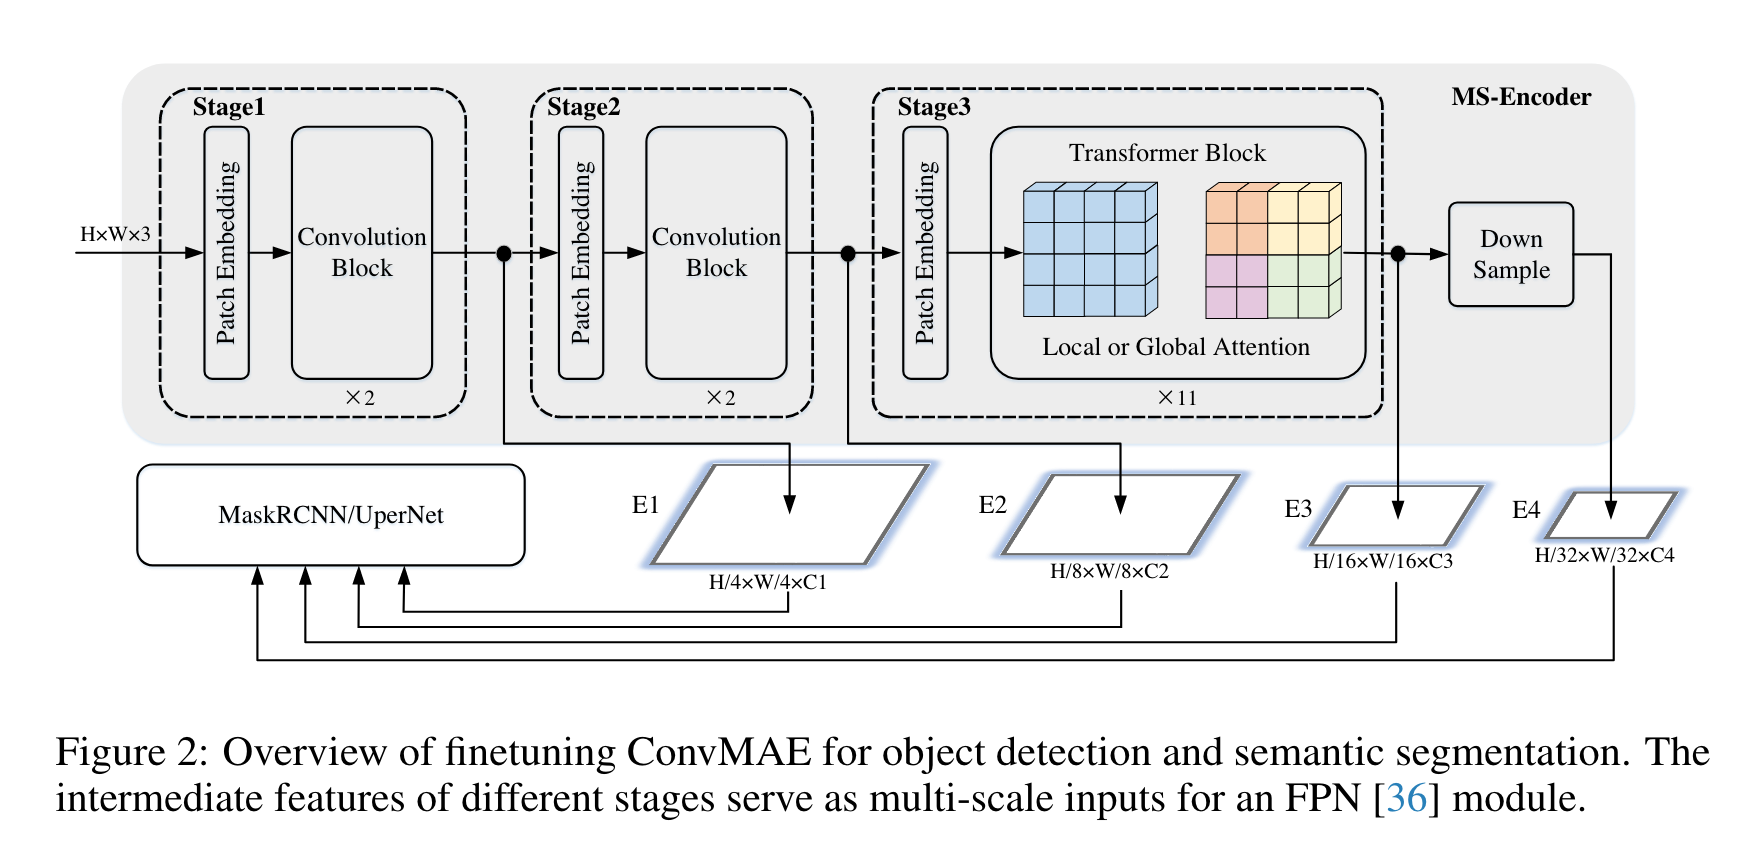 MS-Encoder
Stage1
Stage2
Stage3
H×W×3
Patch Embedding
Convolution
Block
×2
Patch Embedding
Convolution
Block
×2
Patch Embedding
Transformer Block
Local or Global Attention
×11
Down
Sample
MaskRCNN/UperNet
E1
H/4×W/4×C1
E2
H/8×W/8×C2
E3
H/16×W/16×C3
E4
H/32×W/32×C4
Figure 2: Overview of finetuning ConvMAE for object detection and semantic segmentation. The
intermediate features of different stages serve as multi-scale inputs for an FPN [36] module.